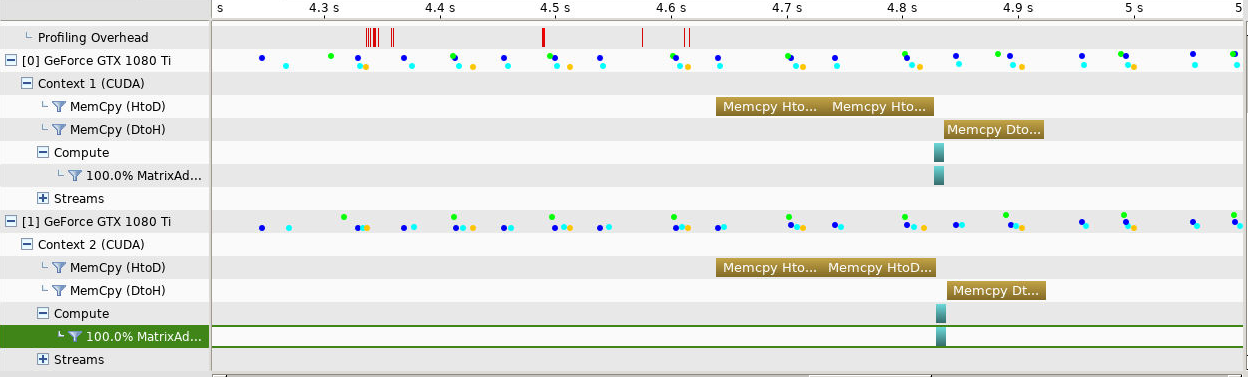 s 4.3 s 4.4 s 4.5 s 4.6 s 4.7 s 4.8 s 4.9 s 5 s 5
Profiling Overhead
[0] GeForce GTX 1080 Ti
Context 1 (CUDA)
MemCpy (HtoD) Memcpy Hto... Memcpy Hto...
MemCpy (DtoH) Memcpy Dto...
Compute
100.0% MatrixAd...
Streams
[1] GeForce GTX 1080 Ti
Context 2 (CUDA)
MemCpy (HtoD) Memcpy Hto... Memcpy HtoD...
MemCpy (DtoH) Memcpy Dt...
Compute
100.0% MatrixAd...
Streams